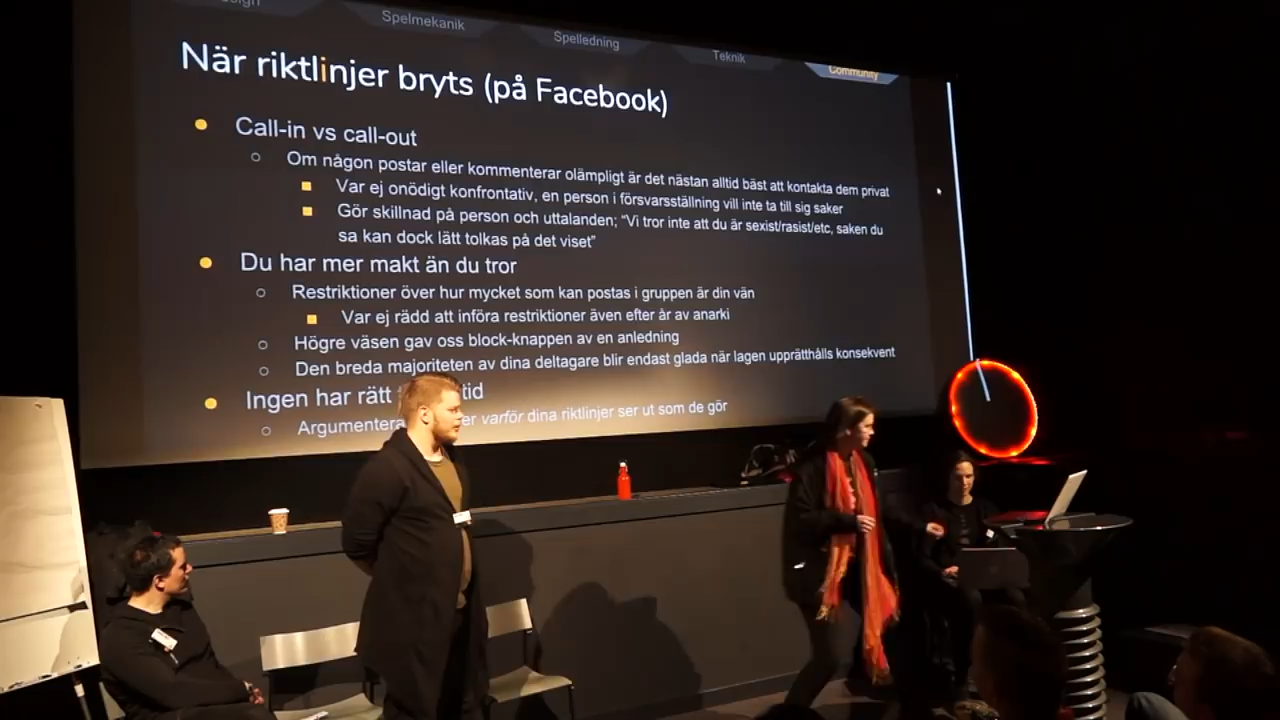 Spelmekanik
Spelledning
Teknik
Community
När riktlinjer bryts (på Facebook)
Call-in vs call-out
Om någon postar eller kommenterar olämpligt är det nästan alltid bäst att kontakta dem privat
Var ej onödigt konfrontativ, en person i försvarsställning vill inte ta till sig saker
Gör skillnad på person och uttalanden; “Vi tror inte att du är sexist/rasist/etc, saken du
sa kan dock lätt tolkas på det viset”
Du har mer makt än du tror
Restriktioner över hur mycket som kan postas i gruppen är din vän
Var ej rädd att införa restriktioner även efter år av anarki
Högre väsen gav oss block-knappen av en anledning
Den breda majoriteten av dina deltagare blir endast glada när lagen upprätthålls konsekvent
Ingen har rätt tid
Argumentera er varför dina riktlinjer ser ut som de gör